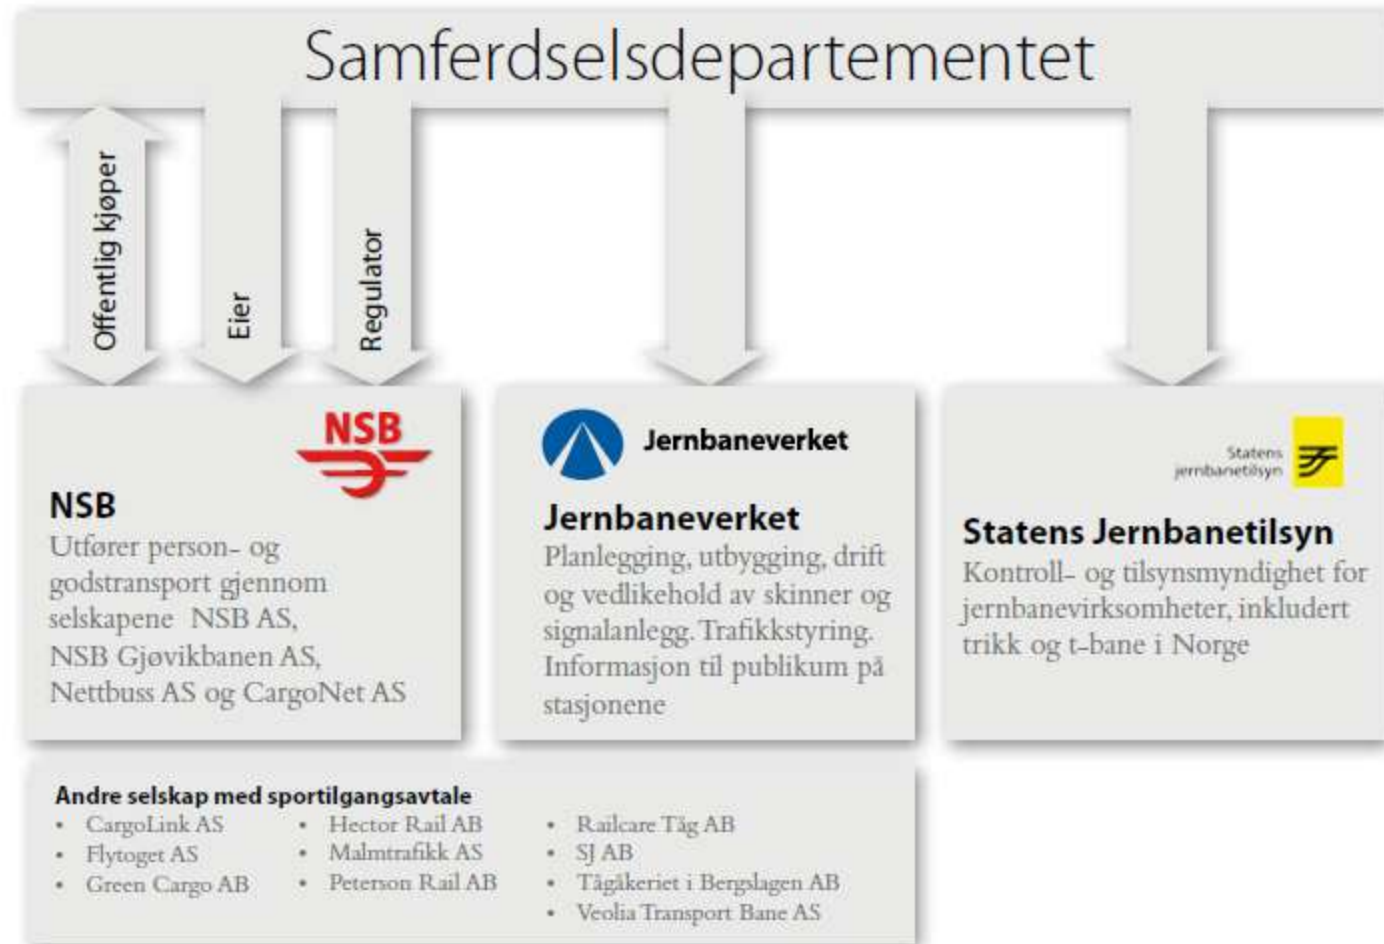 Samferdselsdepartementet
Offentlig kjøper
Eier
Regulator
NSB
NSB
Utfører person- og
godstransport gjennom
selskapene NSB AS,
NSB Gjøvikbanen AS,
Nettbuss AS og CargoNet AS
Jernbaneverket
Jernbaneverket
Planlegging, utbygging, drift
og vedlikehold av skinner og
signalanlegg. Trafikkstyring.
Informasjon til publikum på
stasjonene
Statens
jernbanetilsyn
Statens Jernbanetilsyn
Kontroll- og tilsynsmyndighet for
jernbanevirksomheter, inkludert
trikk og t-bane i Norge
Andre selskap med sportilgangsavtale
• CargoLink AS
• Flytoget AS
• Green Cargo AB
• Hector Rail AB
• Malmtrafikk AS
• Peterson Rail AB
• Railcare Tåg AB
• SJ AB
• Tågåkeriet i Bergslagen AB
• Veolia Transport Bane AS